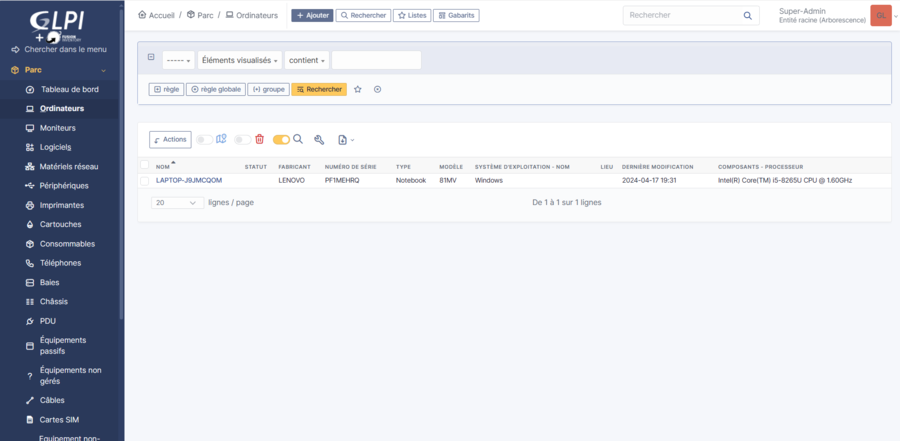 GLPI
Chercher dans le menu
Parc
Tableau de bord
Ordinateurs
Moniteurs
Logiciels
Matériels réseau
Périphériques
Imprimantes
Cartouches
Consommables
Téléphones
Baies
Châssis
PDU
Équipements
passifs
Équipements non
gérés
Câbles
Cartes SIM
Equipement non-
Accueil / Parc / Ordinateurs
+ Ajouter Rechercher Listes Gabarits
Rechercher
Super-Admin
Entité racine (Arborescence)
----- Éléments visualisés contient
règle règle globale (+) groupe Rechercher
Actions
NOM STATUT FABRICANT NUMÉRO DE SÉRIE TYPE MODÈLE SYSTÈME D'EXPLOITATION - NOM LIEU DERNIÈRE MODIFICATION COMPOSANTS - PROCESSEUR
LAPTOP-J9JMCQOM LENOVO PF1MEHRQ Notebook 81MV Windows 2024-04-17 19:31 Intel(R) Core(TM) i5-8265U CPU @ 1.60GHz
20 lignes / page De 1 à 1 sur 1 lignes